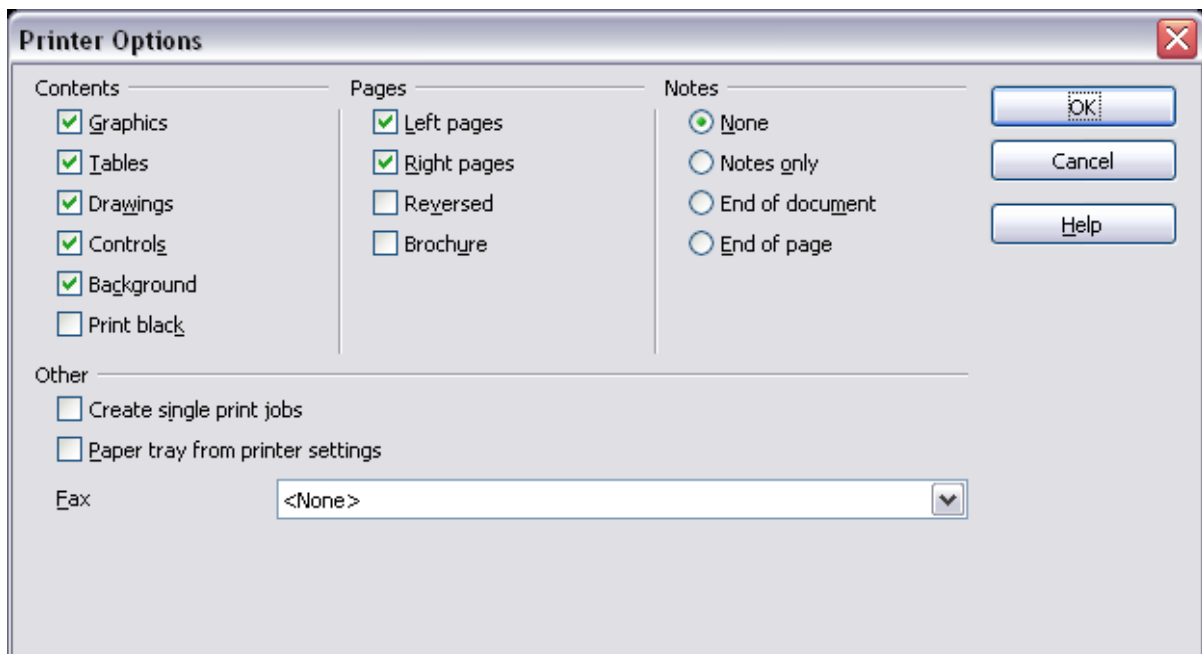 Printer Options
Contents
Graphics
Tables
Drawings
Controls
Background
Print black
Pages
Left pages
Right pages
Reversed
Brochure
Notes
None
Notes only
End of document
End of page
OK
Cancel
Help
Other
Create single print jobs
Paper tray from printer settings
Fax
<None>